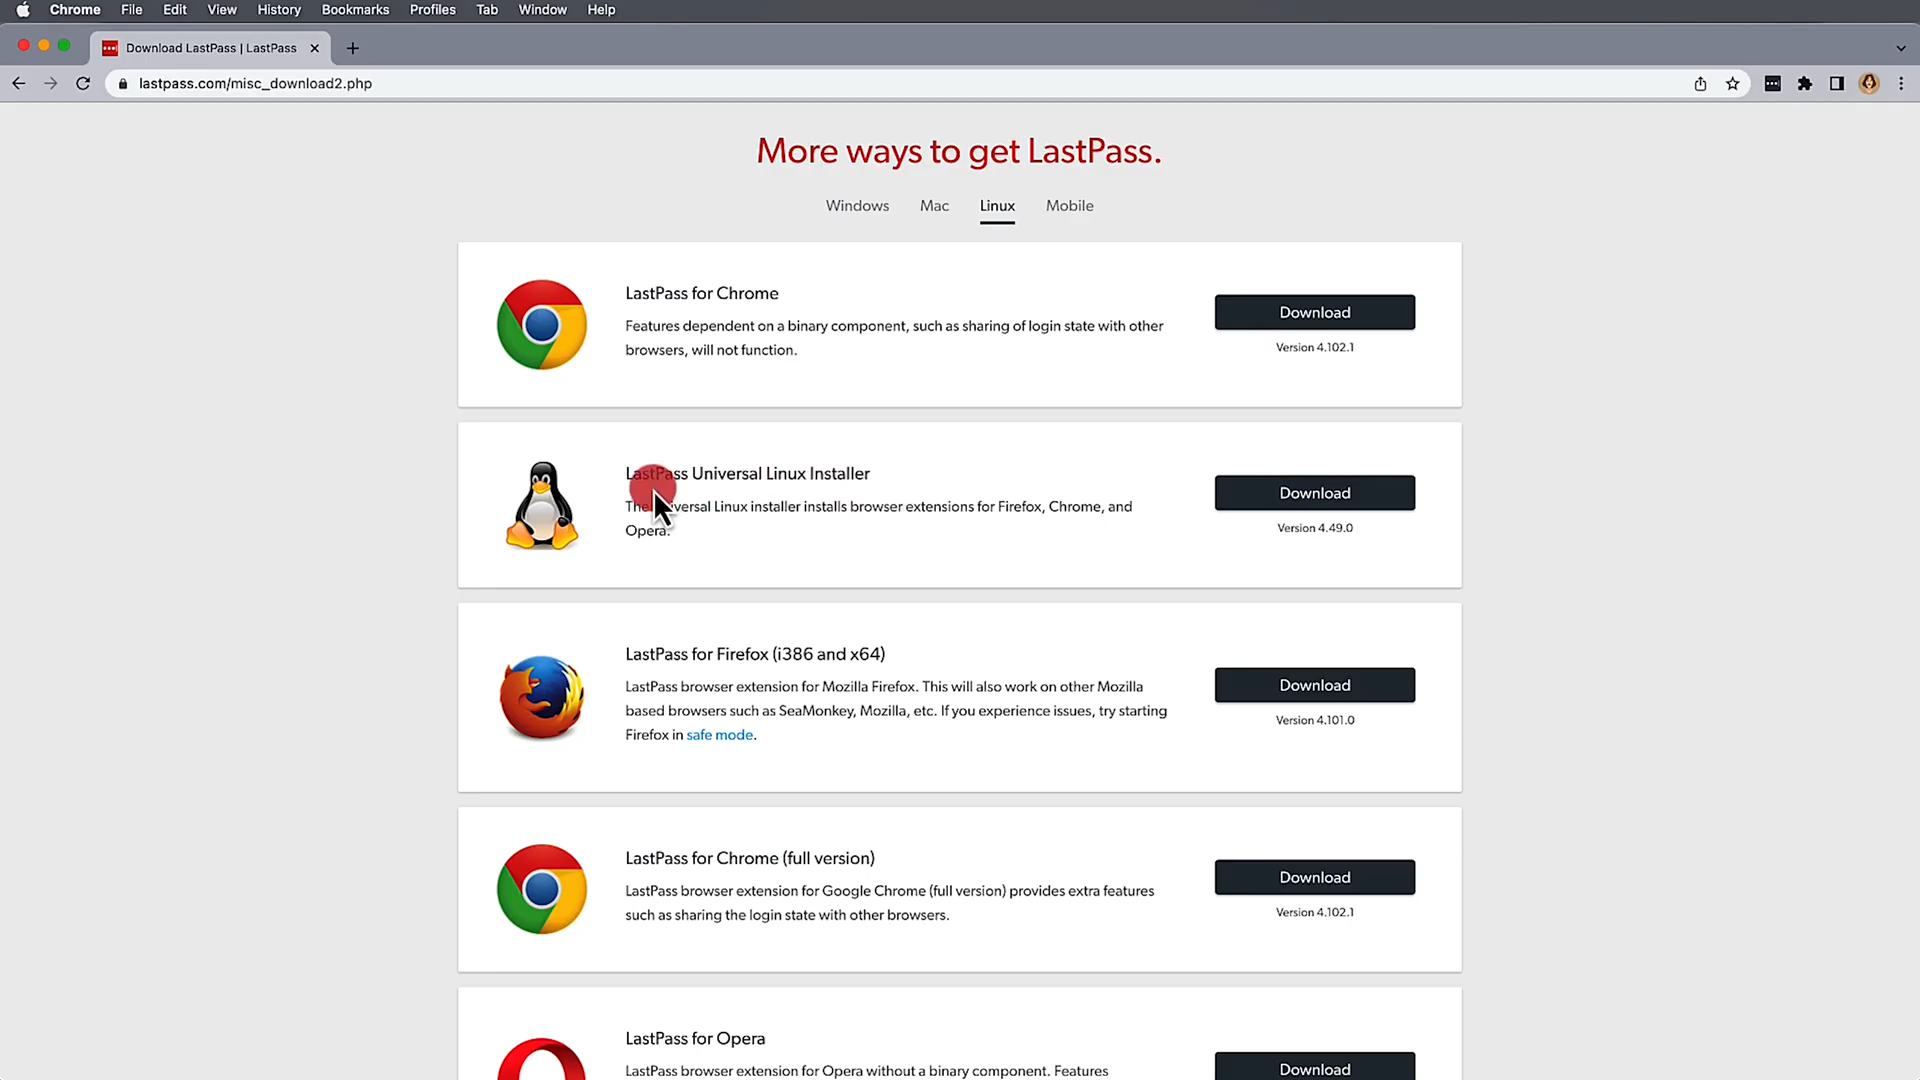 Chrome File Edit View History Bookmarks Profiles Tab Window Help
Download LastPass | LastPass
lastpass.com/misc_download2.php
More ways to get LastPass.
Windows Mac Linux Mobile
LastPass for Chrome
Features dependent on a binary component, such as sharing of login state with other
browsers, will not function.
Download
Version 4.102.1
LastPass Universal Linux Installer
The Universal Linux installer installs browser extensions for Firefox, Chrome, and
Opera.
Download
Version 4.49.0
LastPass for Firefox (i386 and x64)
LastPass browser extension for Mozilla Firefox. This will also work on other Mozilla
based browsers such as SeaMonkey, Mozilla, etc. If you experience issues, try starting
Firefox in safe mode.
Download
Version 4.101.0
LastPass for Chrome (full version)
LastPass browser extension for Google Chrome (full version) provides extra features
such as sharing the login state with other browsers.
Download
Version 4.102.1
LastPass for Opera
LastPass browser extension for Opera without a binary component. Features
Download